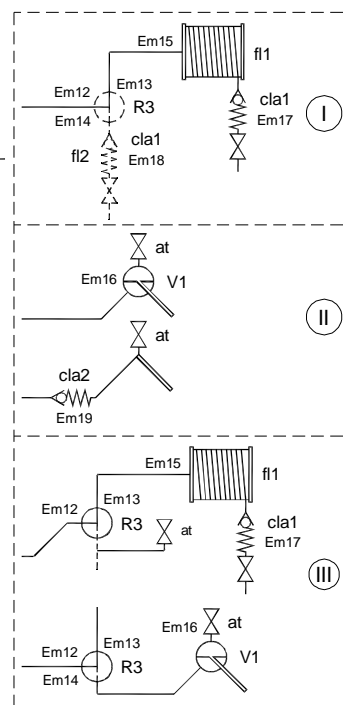 Em15
fl1
Em13
Em12
R3
Em14
cla1
Em17
cla1
fl2
Em18
I
at
Em16
V1
II
at
cla2
Em19
Em15
fl1
Em13
Em12
R3
at
cla1
Em17
III
at
Em16
Em13
Em12
R3
V1
Em14